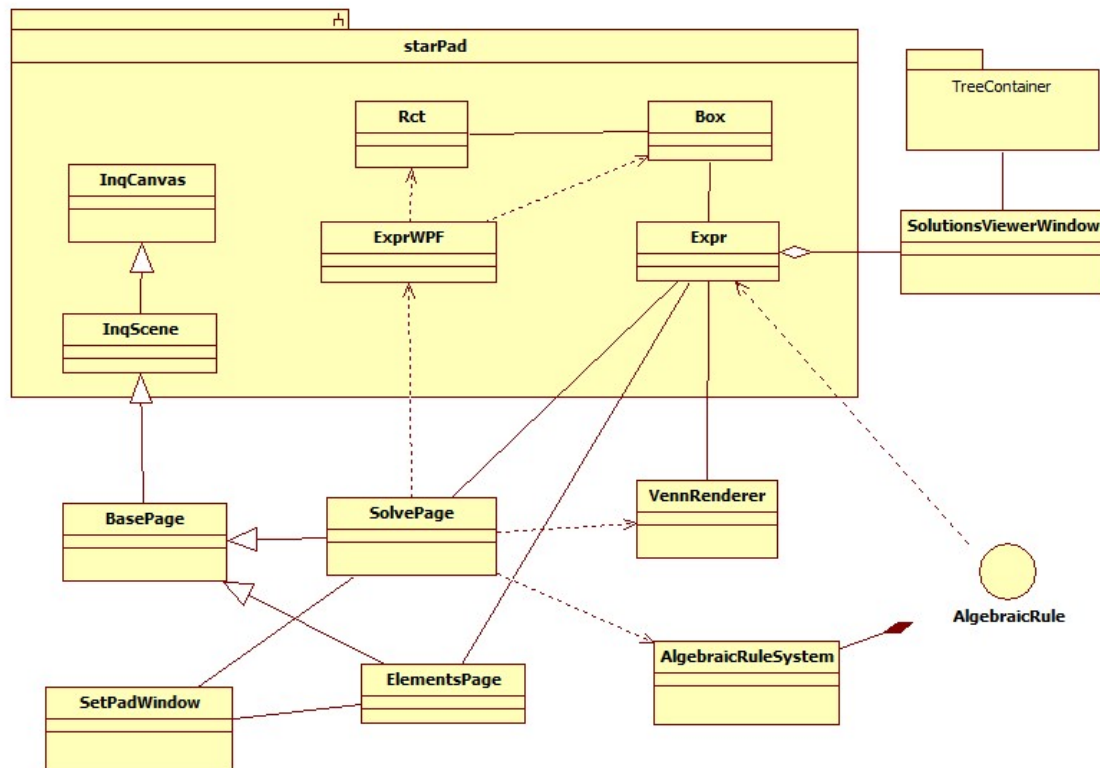 starPad
TreeContainer
Rct
Box
InqCanvas
ExprWPF
Expr
SolutionsViewerWindow
InqScene
BasePage
SolvePage
VennRenderer
AlgebraicRule
AlgebraicRuleSystem
SetPadWindow
ElementsPage